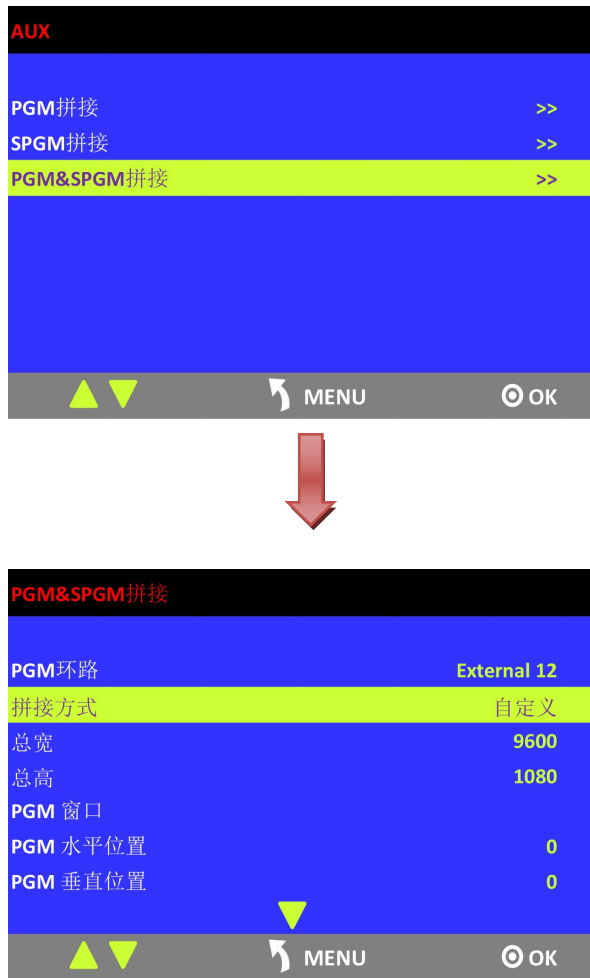 AUX
PGM拼接 >>
SPGM拼接 >>
PGM&SPGM拼接 >>
MENU OK
PGM&SPGM拼接
PGM环路 External 12
拼接方式 自定义
总宽 9600
总高 1080
PGM 窗口
PGM 水平位置 0
PGM 垂直位置 0
MENU OK